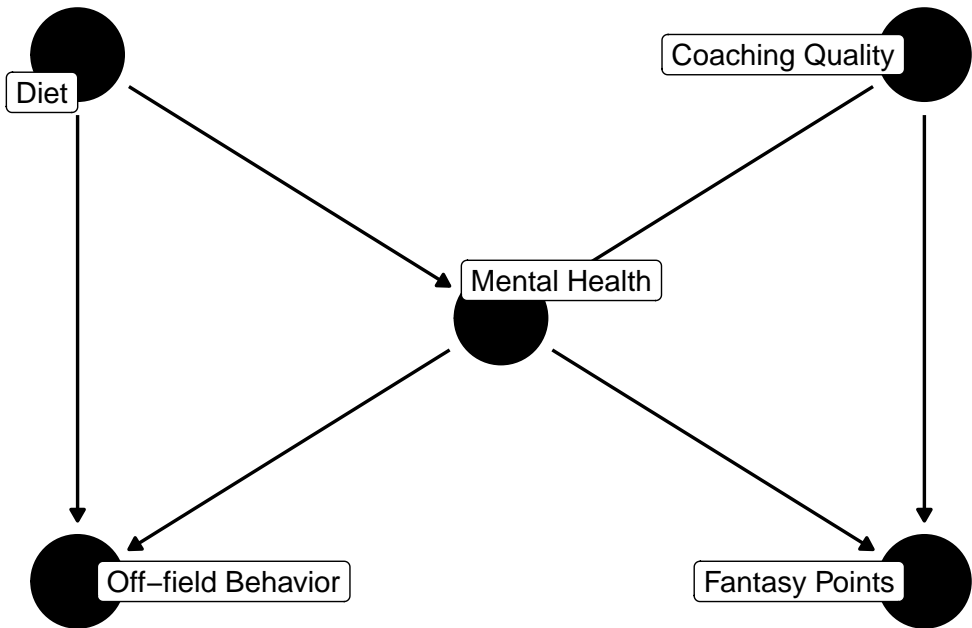 Coaching Quality
Diet
Mental Health
Off−field Behavior
Fantasy Points